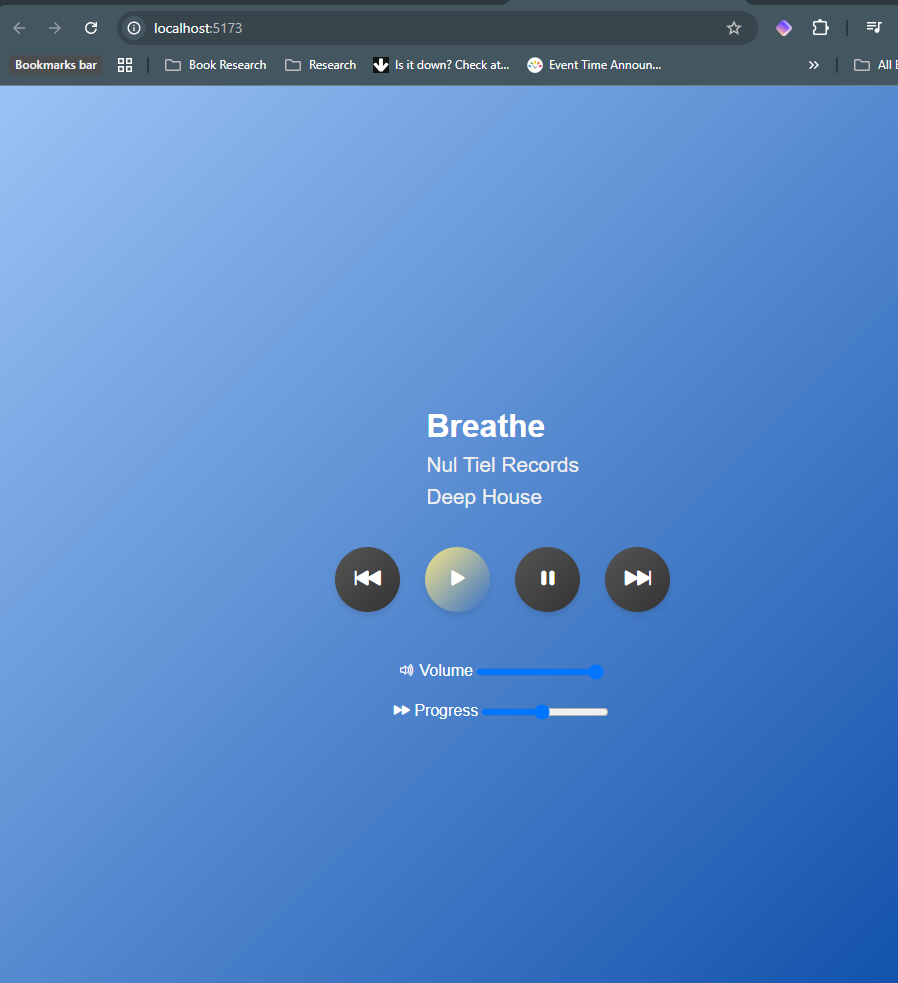 localhost:5173
Bookmarks bar Book Research Research Is it down? Check at... Event Time Announ... All
Breathe
Nul Tiel Records
Deep House
Volume
Progress